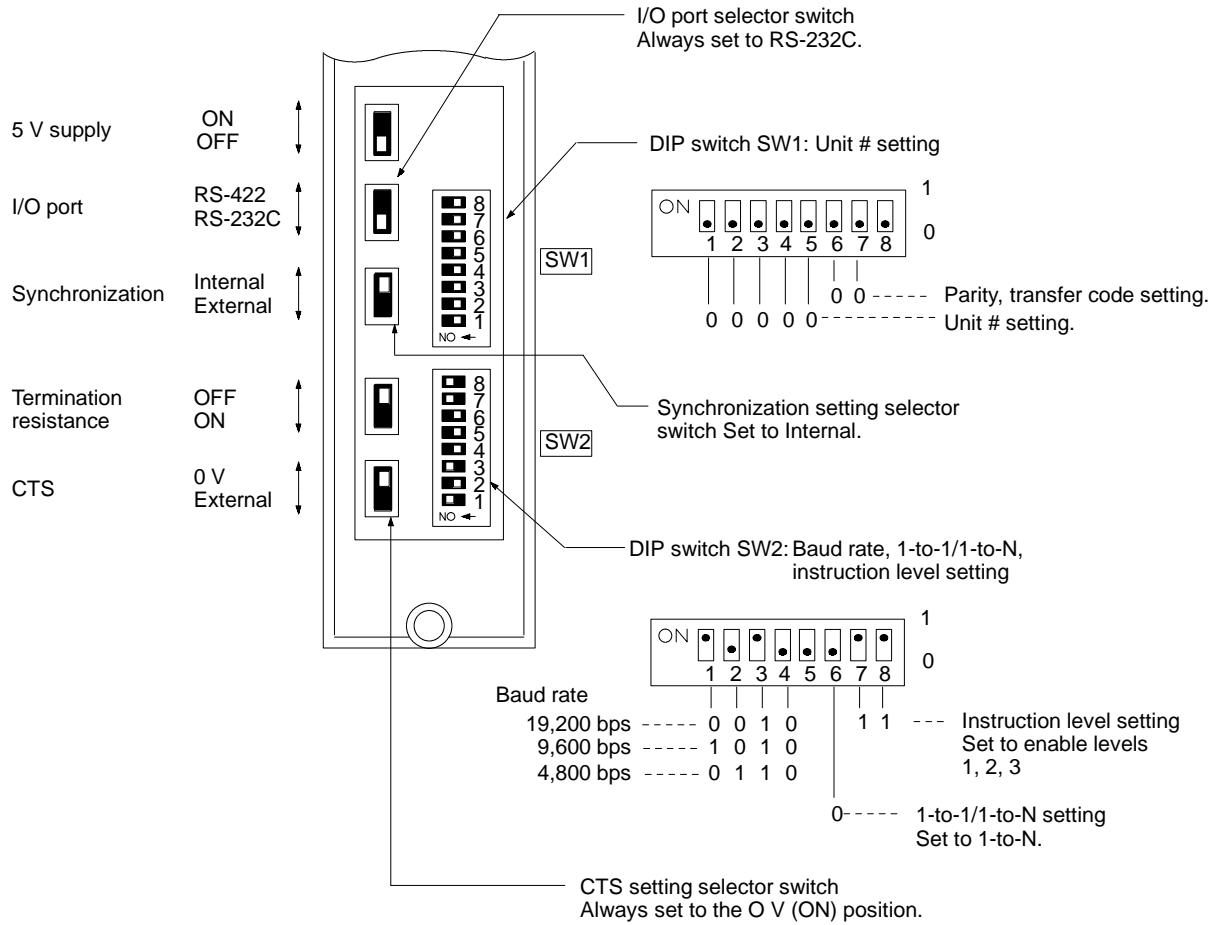 I/O port selector switch
Always set to RS-232C.
5 V supply
ON
OFF
I/O port
RS-422
RS-232C
Synchronization
Internal
External
Termination
resistance
OFF
ON
CTS
0 V
External
8
7
6
5
4
3
2
1
NO
SW1
8
7
6
5
4
3
2
1
NO
SW2
DIP switch SW1: Unit # setting
ON
1
0
1 2 3 4 5 6 7 8
0 0 ----- Parity, transfer code setting.
0 0 0 0 0 ---------- Unit # setting.
Synchronization setting selector
switch Set to Internal.
DIP switch SW2: Baud rate, 1-to-1/1-to-N,
instruction level setting
ON
1
0
1 2 3 4 5 6 7 8
Baud rate
19,200 bps ----- 0 0 1 0
9,600 bps ----- 1 0 1 0
4,800 bps ----- 0 1 1 0
1 1 --- Instruction level setting
Set to enable levels
1, 2, 3
0----- 1-to-1/1-to-N setting
Set to 1-to-N.
CTS setting selector switch
Always set to the O V (ON) position.